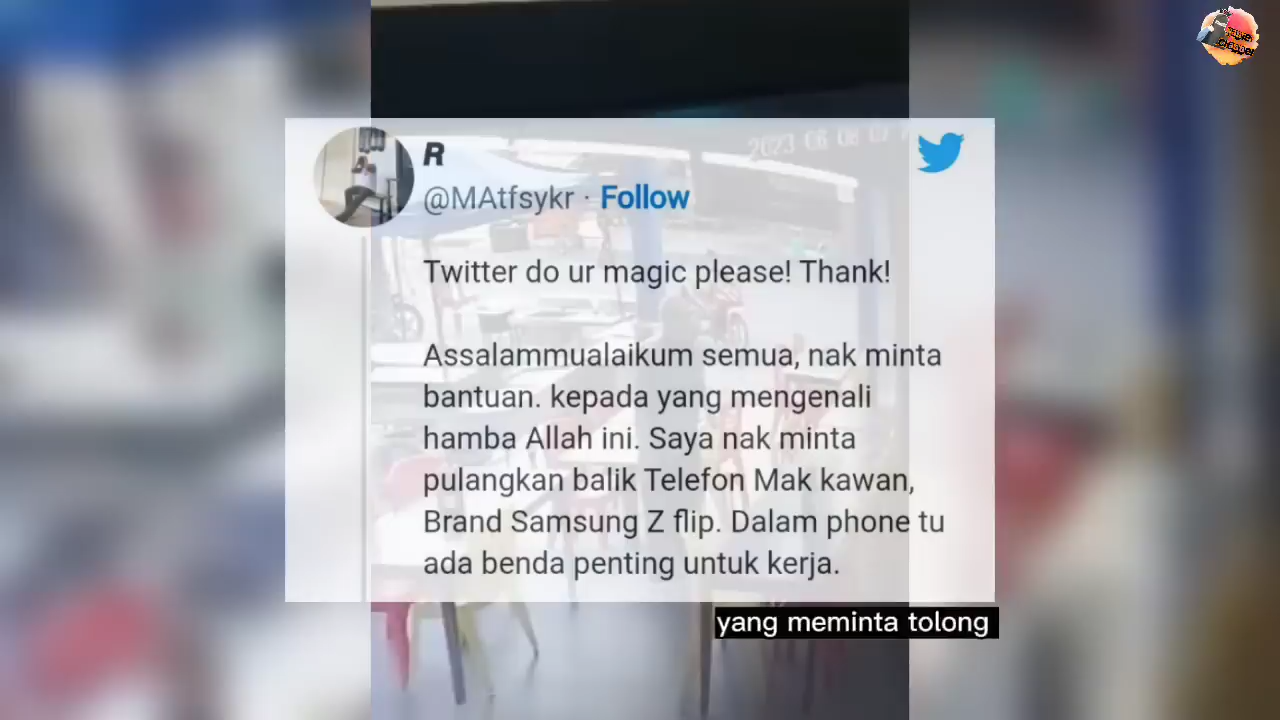 R
@MAtfsykr · Follow
Twitter do ur magic please! Thank!
Assalammualaikum semua, nak minta
bantuan. kepada yang mengenali
hamba Allah ini. Saya nak minta
pulangkan balik Telefon Mak kawan,
Brand Samsung Z flip. Dalam phone tu
ada benda penting untuk kerja.
yang meminta tolong